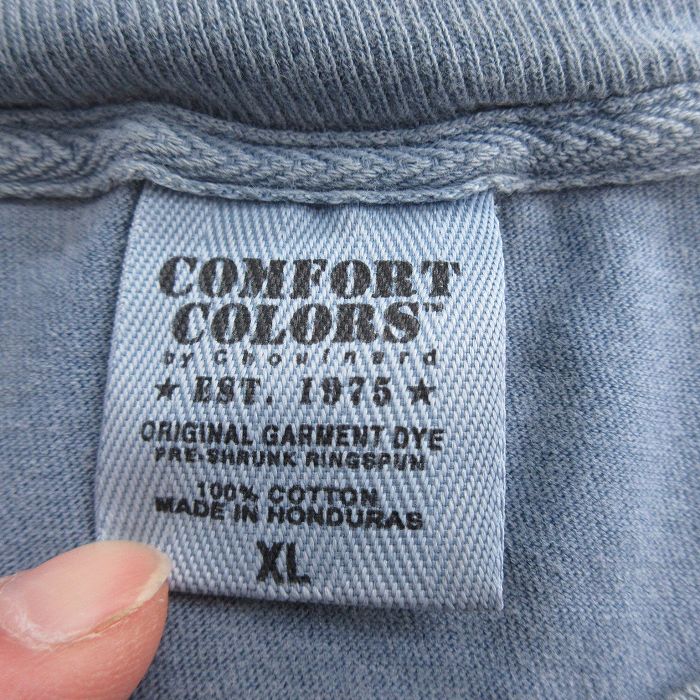 COMFORT
COLORS™
by Chouinard
★ EST. 1975 ★
ORIGINAL GARMENT DYE
PRE-SHRUNK RINGSPUN
100% COTTON
MADE IN HONDURAS
XL